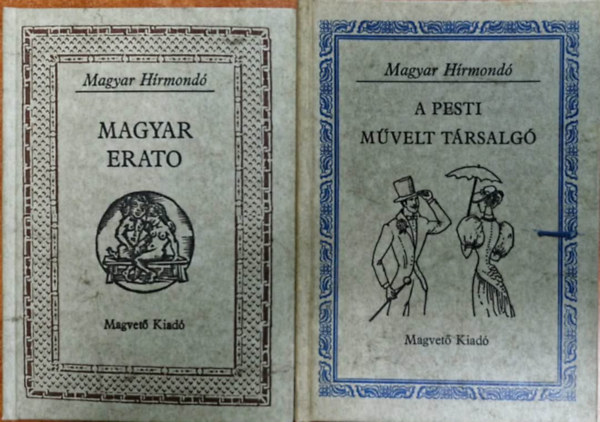 Magyar Hírmondó
MAGYAR
ERATO
Magvető Kiadó
Magyar Hírmondó
A PESTI
MŰVELT TÁRSALGÓ
Magvető Kiadó